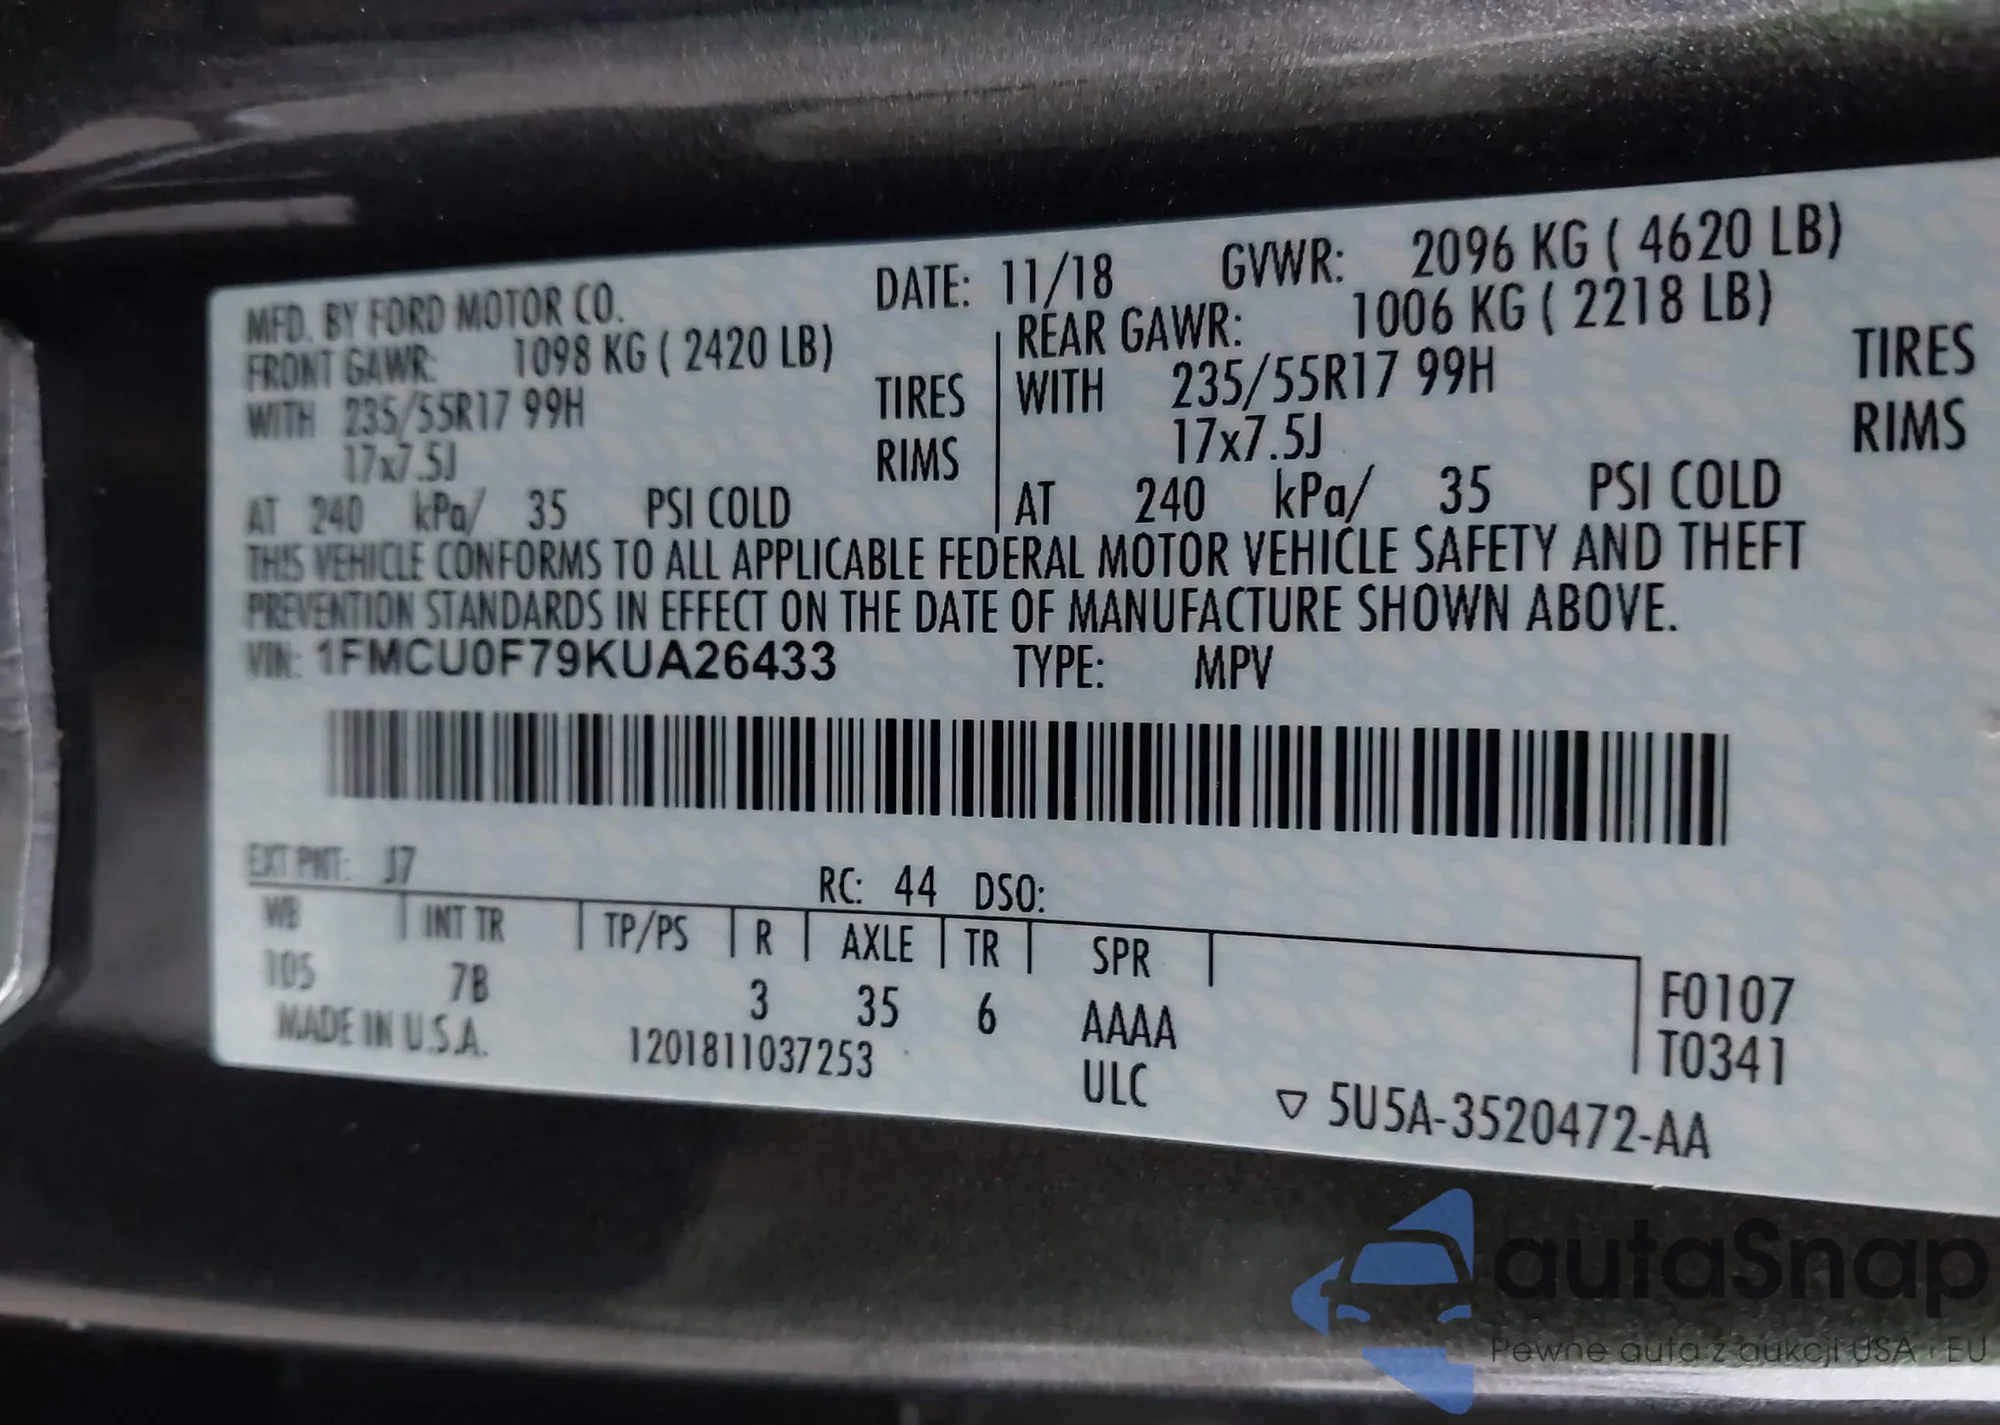 MFD. BY FORD MOTOR CO. DATE: 11/18 GVWR: 2096 KG ( 4620 LB)
FRONT GAWR: 1098 KG ( 2420 LB) REAR GAWR: 1006 KG ( 2218 LB)
WITH 235/55R17 99H TIRES WITH 235/55R17 99H TIRES
17x7.5J RIMS 17x7.5J RIMS
AT 240 kPa/ 35 PSI COLD AT 240 kPa/ 35 PSI COLD
THIS VEHICLE CONFORMS TO ALL APPLICABLE FEDERAL MOTOR VEHICLE SAFETY AND THEFT
PREVENTION STANDARDS IN EFFECT ON THE DATE OF MANUFACTURE SHOWN ABOVE.
VIN: 1FMCU0F79KUA26433 TYPE: MPV
EXT PNT: J7 RC: 44 DSO:
WB INT TR TP/PS R AXLE TR SPR
105 7B 3 35 6 AAAA F0107
MADE IN U.S.A. 1201811037253 ULC T0341
▽ 5U5A-3520472-AA
autaSnap
Pewne auta z aukcji USA i EU